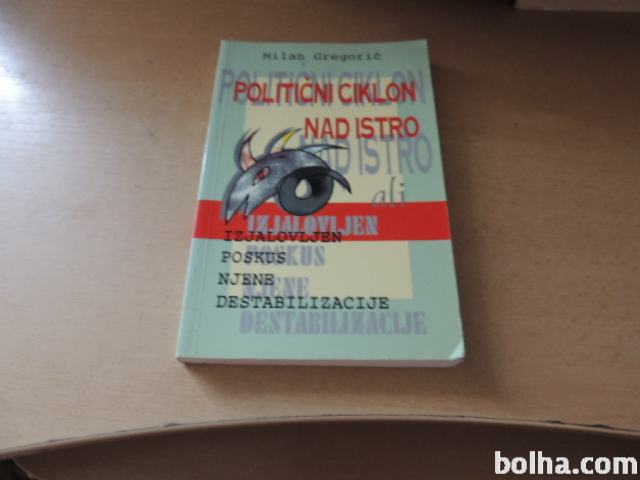 Milan Gregorič
POLITIČNI CIKLON
NAD ISTRO
ali
IZJALOVLJEN
POSKUS
NJENE
DESTABILIZACIJE
bolha.com